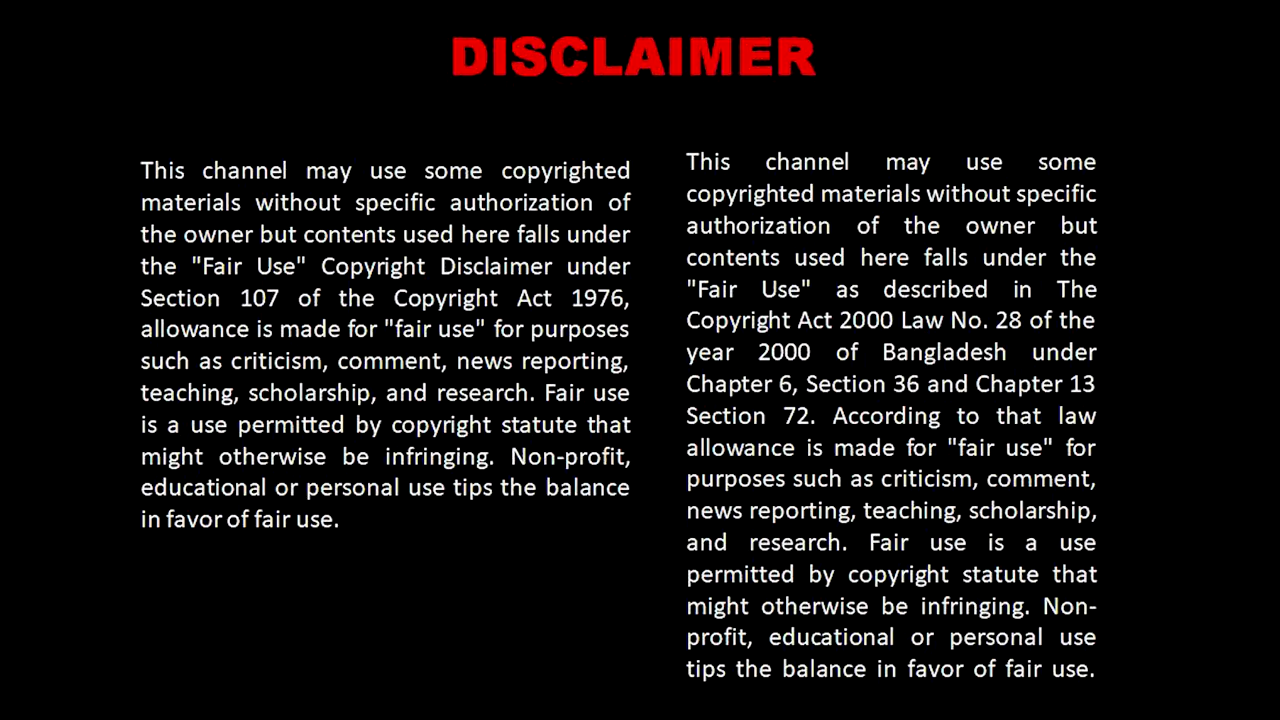 DISCLAIMER
This channel may use some copyrighted
materials without specific authorization of
the owner but contents used here falls under
the "Fair Use" Copyright Disclaimer under
Section 107 of the Copyright Act 1976,
allowance is made for "fair use" for purposes
such as criticism, comment, news reporting,
teaching, scholarship, and research. Fair use
is a use permitted by copyright statute that
might otherwise be infringing. Non-profit,
educational or personal use tips the balance
in favor of fair use.
This channel may use some
copyrighted materials without specific
authorization of the owner but
contents used here falls under the
"Fair Use" as described in The
Copyright Act 2000 Law No. 28 of the
year 2000 of Bangladesh under
Chapter 6, Section 36 and Chapter 13
Section 72. According to that law
allowance is made for "fair use" for
purposes such as criticism, comment,
news reporting, teaching, scholarship,
and research. Fair use is a use
permitted by copyright statute that
might otherwise be infringing. Non-
profit, educational or personal use
tips the balance in favor of fair use.